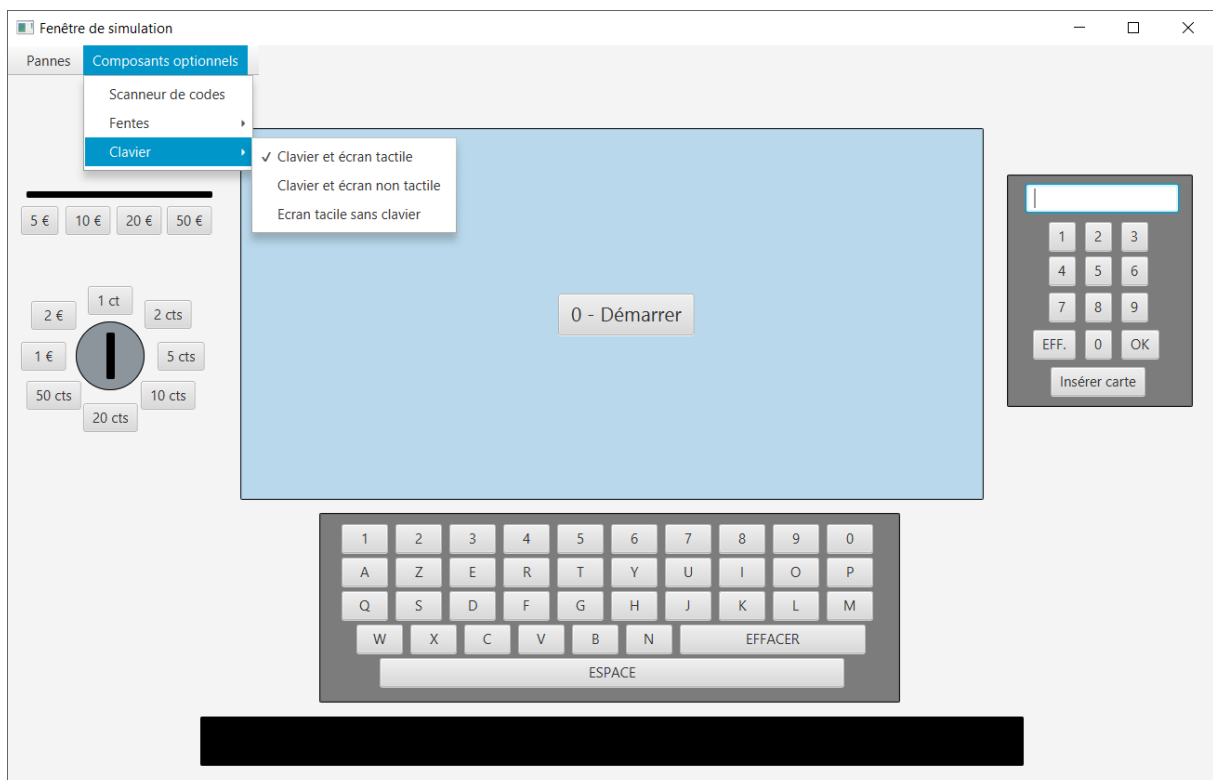 Fenêtre de simulation
Pannes Composants optionnels
Scanneur de codes
Fentes
Clavier
✓ Clavier et écran tactile
Clavier et écran non tactile
Ecran tacile sans clavier
5 € 10 € 20 € 50 €
1 ct
2 € 2 cts
1 € 5 cts
50 cts 10 cts
20 cts
0 - Démarrer
1 2 3
4 5 6
7 8 9
EFF. 0 OK
Insérer carte
1 2 3 4 5 6 7 8 9 0
A Z E R T Y U I O P
Q S D F G H J K L M
W X C V B N EFFACER
ESPACE